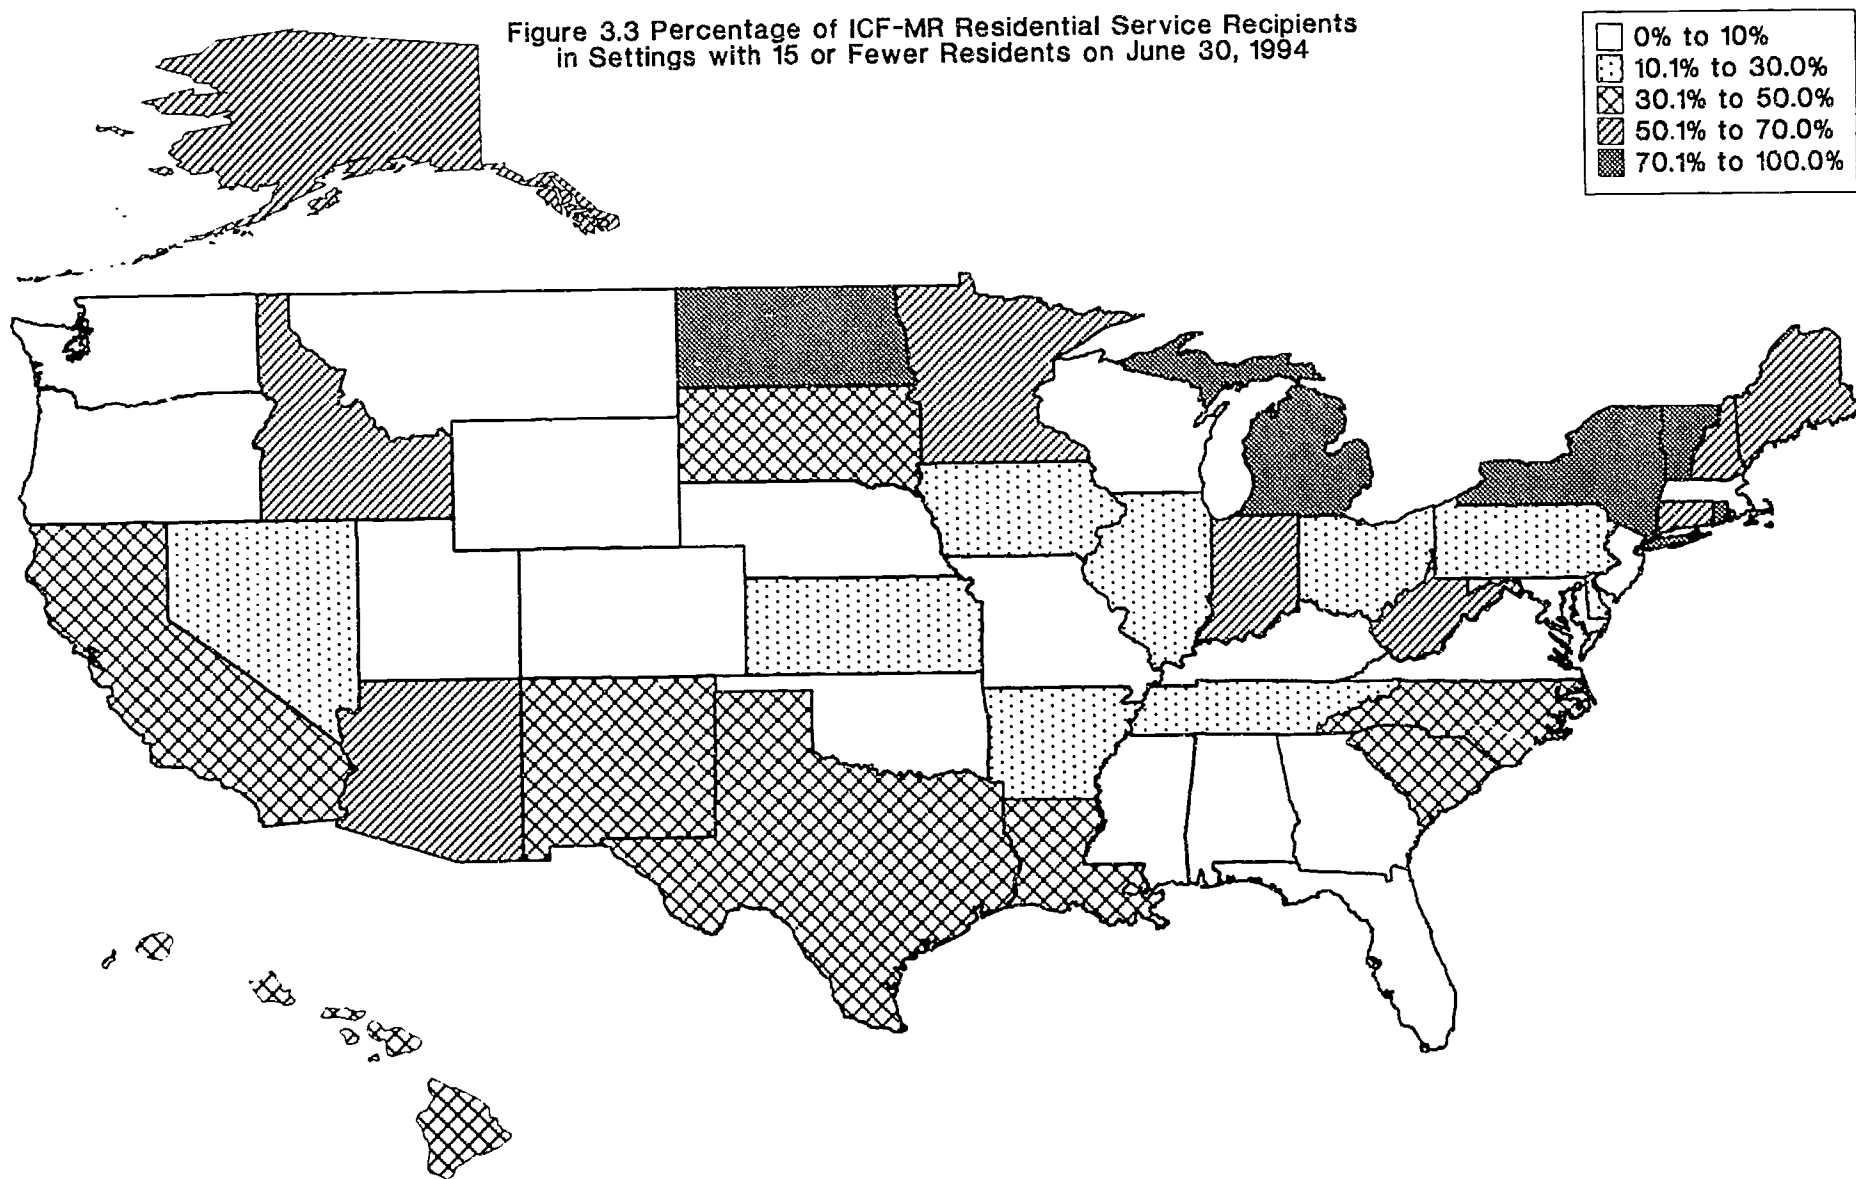 Figure 3.3 Percentage of ICF-MR Residential Service Recipients
in Settings with 15 or Fewer Residents on June 30, 1994
0% to 10%
10.1% to 30.0%
30.1% to 50.0%
50.1% to 70.0%
70.1% to 100.0%